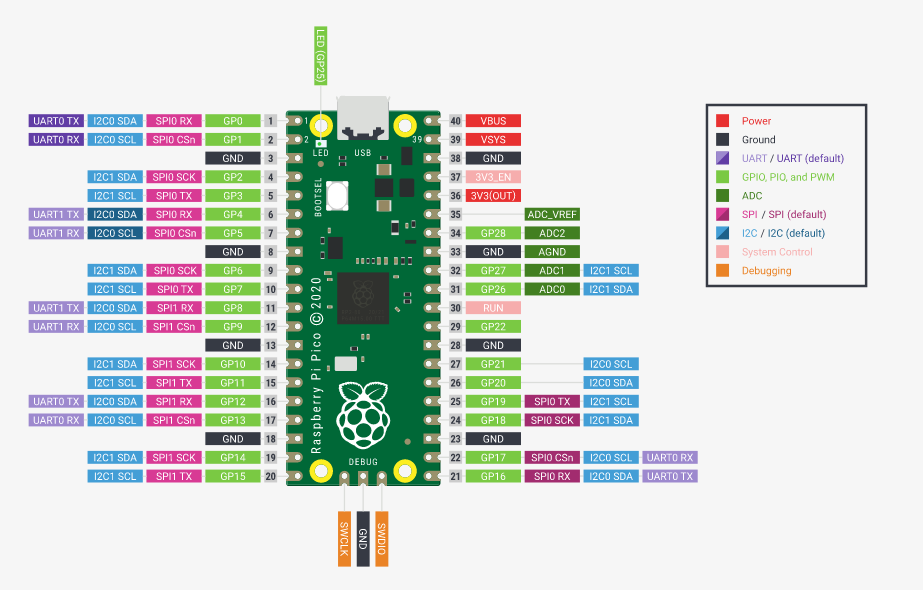 LED (GP25)
UART0 TX I2C0 SDA SPI0 RX GP0 1 1 40 VBUS
UART0 RX I2C0 SCL SPI0 CSn GP1 2 2 39 39 VSYS
LED USB
GND 3 38 GND
I2C1 SDA SPI0 SCK GP2 4 37 3V3_EN
I2C1 SCL SPI0 TX GP3 5 36 3V3(OUT)
BOOTSEL
UART1 TX I2C0 SDA SPI0 RX GP4 6 35 ADC_VREF
UART1 RX I2C0 SCL SPI0 CSn GP5 7 34 GP28 ADC2
GND 8 33 GND AGND
I2C1 SDA SPI0 SCK GP6 9 32 GP27 ADC1 I2C1 SCL
I2C1 SCL SPI0 TX GP7 10 31 GP26 ADC0 I2C1 SDA
UART1 TX I2C0 SDA SPI1 RX GP8 11 30 RUN
UART1 RX I2C0 SCL SPI1 CSn GP9 12 29 GP22
GND 13 28 GND
I2C1 SDA SPI1 SCK GP10 14 27 GP21 I2C0 SCL
I2C1 SCL SPI1 TX GP11 15 26 GP20 I2C0 SDA
UART0 TX I2C0 SDA SPI1 RX GP12 16 25 GP19 SPI0 TX I2C1 SCL
UART0 RX I2C0 SCL SPI1 CSn GP13 17 24 GP18 SPI0 SCK I2C1 SDA
GND 18 23 GND
I2C1 SDA SPI1 SCK GP14 19 22 GP17 SPI0 CSn I2C0 SCL UART0 RX
I2C1 SCL SPI1 TX GP15 20 21 GP16 SPI0 RX I2C0 SDA UART0 TX
Raspberry Pi Pico © 2020
DEBUG
SWCLK
GND
SWDIO
Power
Ground
UART / UART (default)
GPIO, PIO, and PWM
ADC
SPI / SPI (default)
I2C / I2C (default)
System Control
Debugging